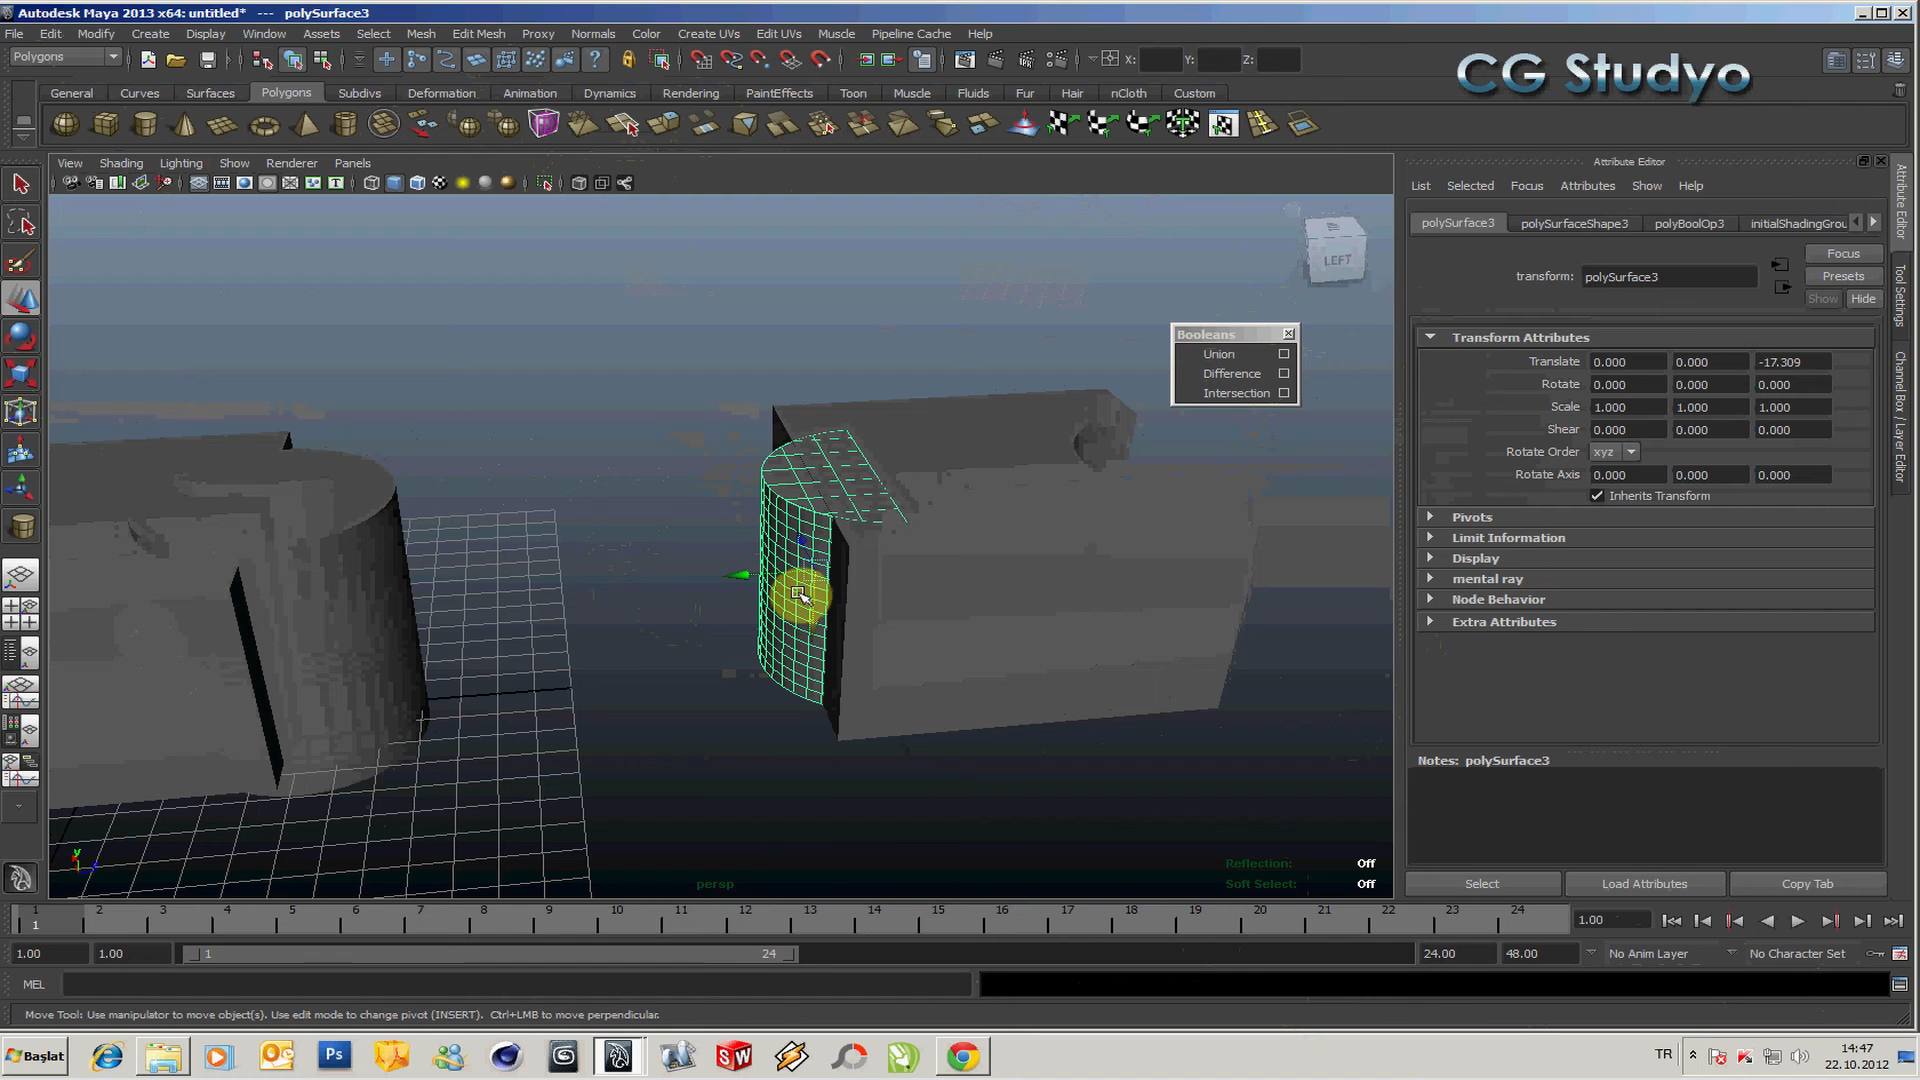 Autodesk Maya 2013 x64: untitled* --- polySurface3
File Edit Modify Create Display Window Assets Select Mesh Edit Mesh Proxy Normals Color Create UVs Edit UVs Muscle Pipeline Cache Help
Polygons X: Y: Z:
CG Studyo
General Curves Surfaces Polygons Subdivs Deformation Animation Dynamics Rendering PaintEffects Toon Muscle Fluids Fur Hair nCloth Custom
View Shading Lighting Show Renderer Panels
LEFT
Booleans
Union
Difference
Intersection
Reflection: Off
Soft Select: Off
persp
Attribute Editor
List Selected Focus Attributes Show Help
polySurface3 polySurfaceShape3 polyBoolOp3 initialShadingGrou
Focus
transform: polySurface3 Presets
Show Hide
Transform Attributes
Translate 0.000 0.000 -17.309
Rotate 0.000 0.000 0.000
Scale 1.000 1.000 1.000
Shear 0.000 0.000 0.000
Rotate Order xyz
Rotate Axis 0.000 0.000 0.000
Inherits Transform
Pivots
Limit Information
Display
mental ray
Node Behavior
Extra Attributes
Notes: polySurface3
Select Load Attributes Copy Tab
Attribute Editor
Tool Settings
Channel Box / Layer Editor
1 2 3 4 5 6 7 8 9 10 11 12 13 14 15 16 17 18 19 20 21 22 23 24
1 1.00
1.00 1.00 1 24 24.00 48.00 No Anim Layer No Character Set
MEL
Move Tool: Use manipulator to move object(s). Use edit mode to change pivot (INSERT). Ctrl+LMB to move perpendicular.
Başlat Ps SW TR 14:47
22.10.2012